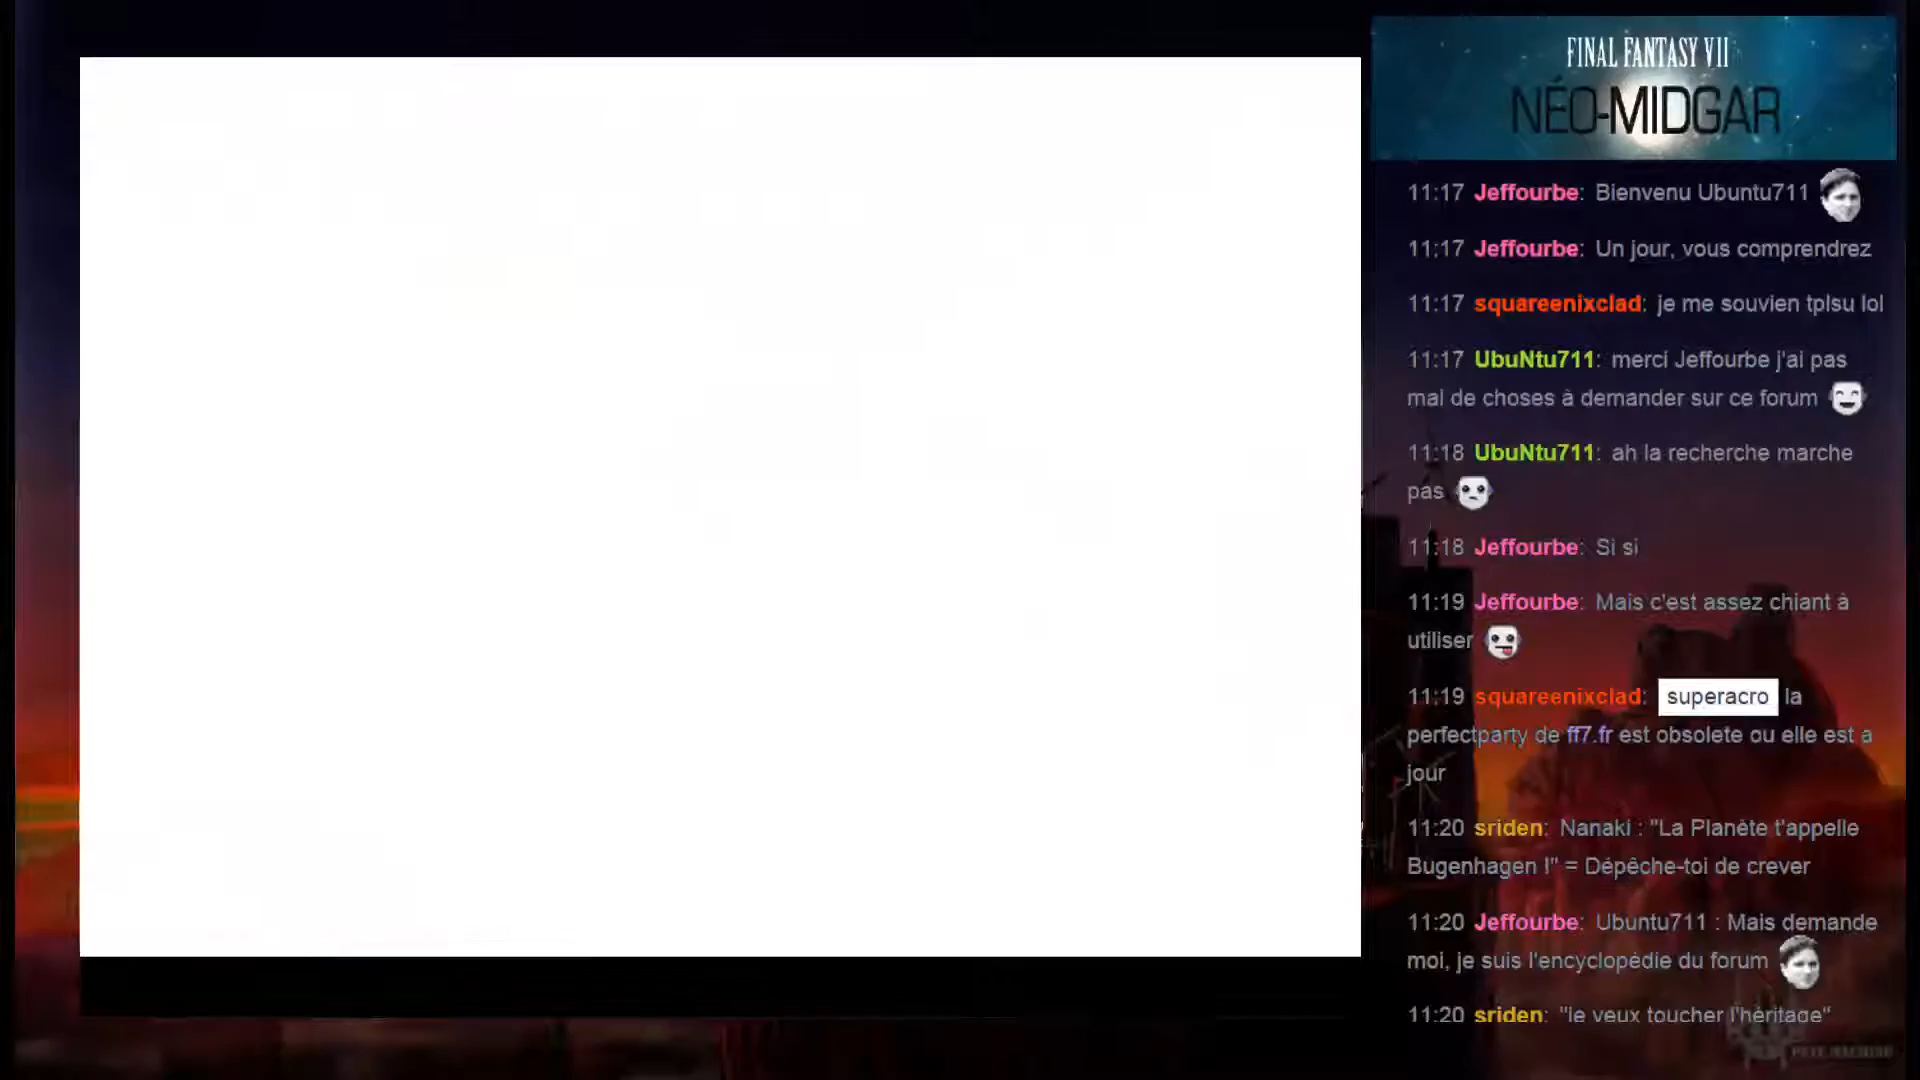 FINAL FANTASY VII
NÉO-MIDGAR
11:17 Jeffourbe: Bienvenu Ubuntu711
11:17 Jeffourbe: Un jour, vous comprendrez
11:17 squareenixclad: je me souvien tplsu lol
11:17 UbuNtu711: merci Jeffourbe j'ai pas
mal de choses à demander sur ce forum
11:18 UbuNtu711: ah la recherche marche
pas
11:18 Jeffourbe: Si si
11:19 Jeffourbe: Mais c'est assez chiant à
utiliser
11:19 squareenixclad: superacro la
perfectparty de ff7.fr est obsolete ou elle est a
jour
11:20 sriden: Nanaki : "La Planète t'appelle
Bugenhagen !" = Dépêche-toi de crever
11:20 Jeffourbe: Ubuntu711 : Mais demande
moi, je suis l'encyclopédie du forum
11:20 sriden: "je veux toucher l'héritage"